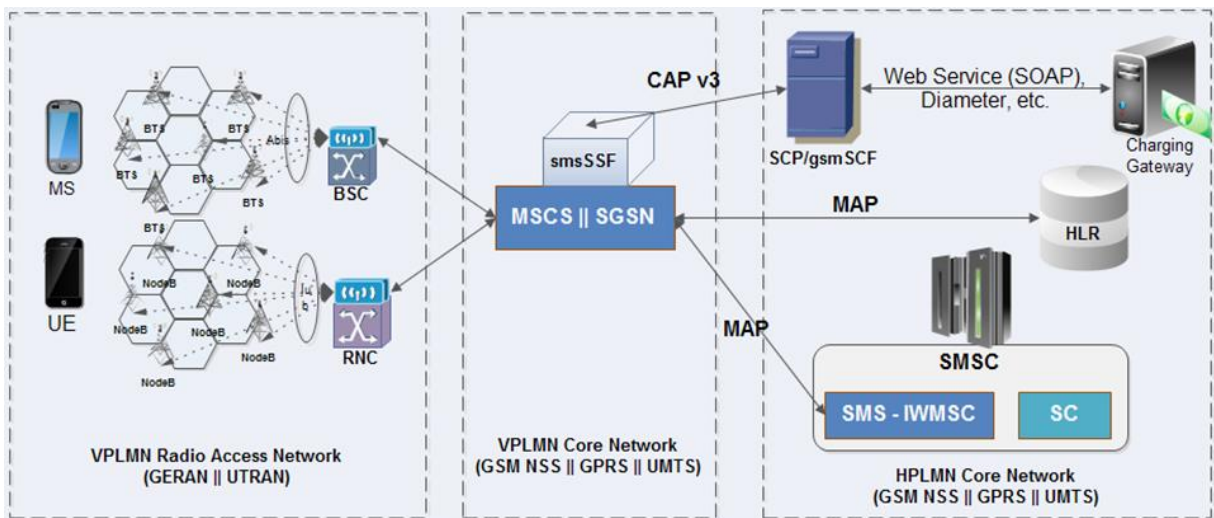 MS
BTS
BTS
BTS
BTS
BTS
Abis
BSC
UE
BTS
NodeB
NodeB
NodeB
NodeB
NodeB
NodeB
Iu
b
RNC
VPLMN Radio Access Network
(GERAN || UTRAN)
smsSSF
MSCS || SGSN
VPLMN Core Network
(GSM NSS || GPRS || UMTS)
CAP v3
MAP
MAP
SCP/gsmSCF
Web Service (SOAP),
Diameter, etc.
Charging
Gateway
HLR
SMSC
SMS - IWMSC
SC
HPLMN Core Network
(GSM NSS || GPRS || UMTS)